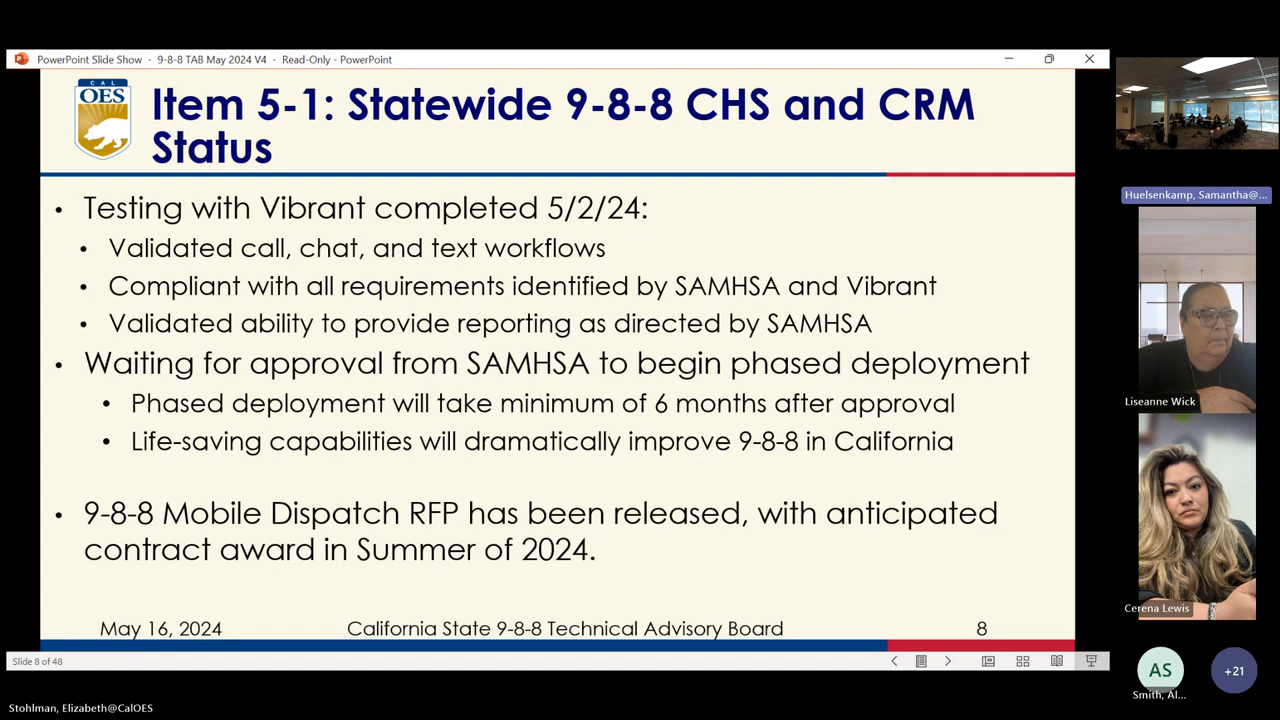 PowerPoint Slide Show - 9-8-8 TAB May 2024 V4 - Read-Only - PowerPoint
CAL
OES
Item 5-1: Statewide 9-8-8 CHS and CRM
Status
• Testing with Vibrant completed 5/2/24:
• Validated call, chat, and text workflows
• Compliant with all requirements identified by SAMHSA and Vibrant
• Validated ability to provide reporting as directed by SAMHSA
• Waiting for approval from SAMHSA to begin phased deployment
• Phased deployment will take minimum of 6 months after approval
• Life-saving capabilities will dramatically improve 9-8-8 in California
• 9-8-8 Mobile Dispatch RFP has been released, with anticipated
contract award in Summer of 2024.
May 16, 2024 California State 9-8-8 Technical Advisory Board 8
Slide 8 of 48
Huelsenkamp, Samantha@...
Liseanne Wick
Cerena Lewis
AS
+21
Smith, Al...
Stohlman, Elizabeth@CalOES